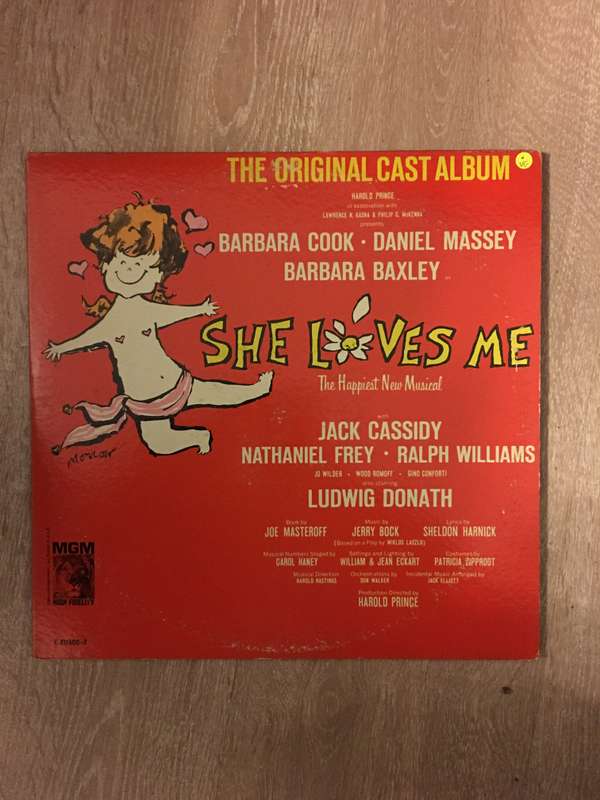 THE ORIGINAL CAST ALBUM
VG
HAROLD PRINCE
in association with
LAWRENCE N. KASHA & PHILIP C. McKENNA
presents
BARBARA COOK • DANIEL MASSEY
BARBARA BAXLEY in
SHE LOVES ME
The Happiest New Musical
with
JACK CASSIDY
NATHANIEL FREY • RALPH WILLIAMS
JO WILDER • WOOD ROMOFF • GINO CONFORTI
also starring
LUDWIG DONATH
Book by Music by Lyrics by
JOE MASTEROFF JERRY BOCK SHELDON HARNICK
(Based on a Play by MIKLOS LASZLO)
Musical Numbers Staged by Settings and Lighting by Costumes by
CAROL HANEY WILLIAM & JEAN ECKART PATRICIA ZIPPRODT
Musical Direction Orchestrations by Incidental Music Arranged by
HAROLD HASTINGS DON WALKER JACK ELLIOTT
Production Directed by
HAROLD PRINCE
MGM
HIGH FIDELITY